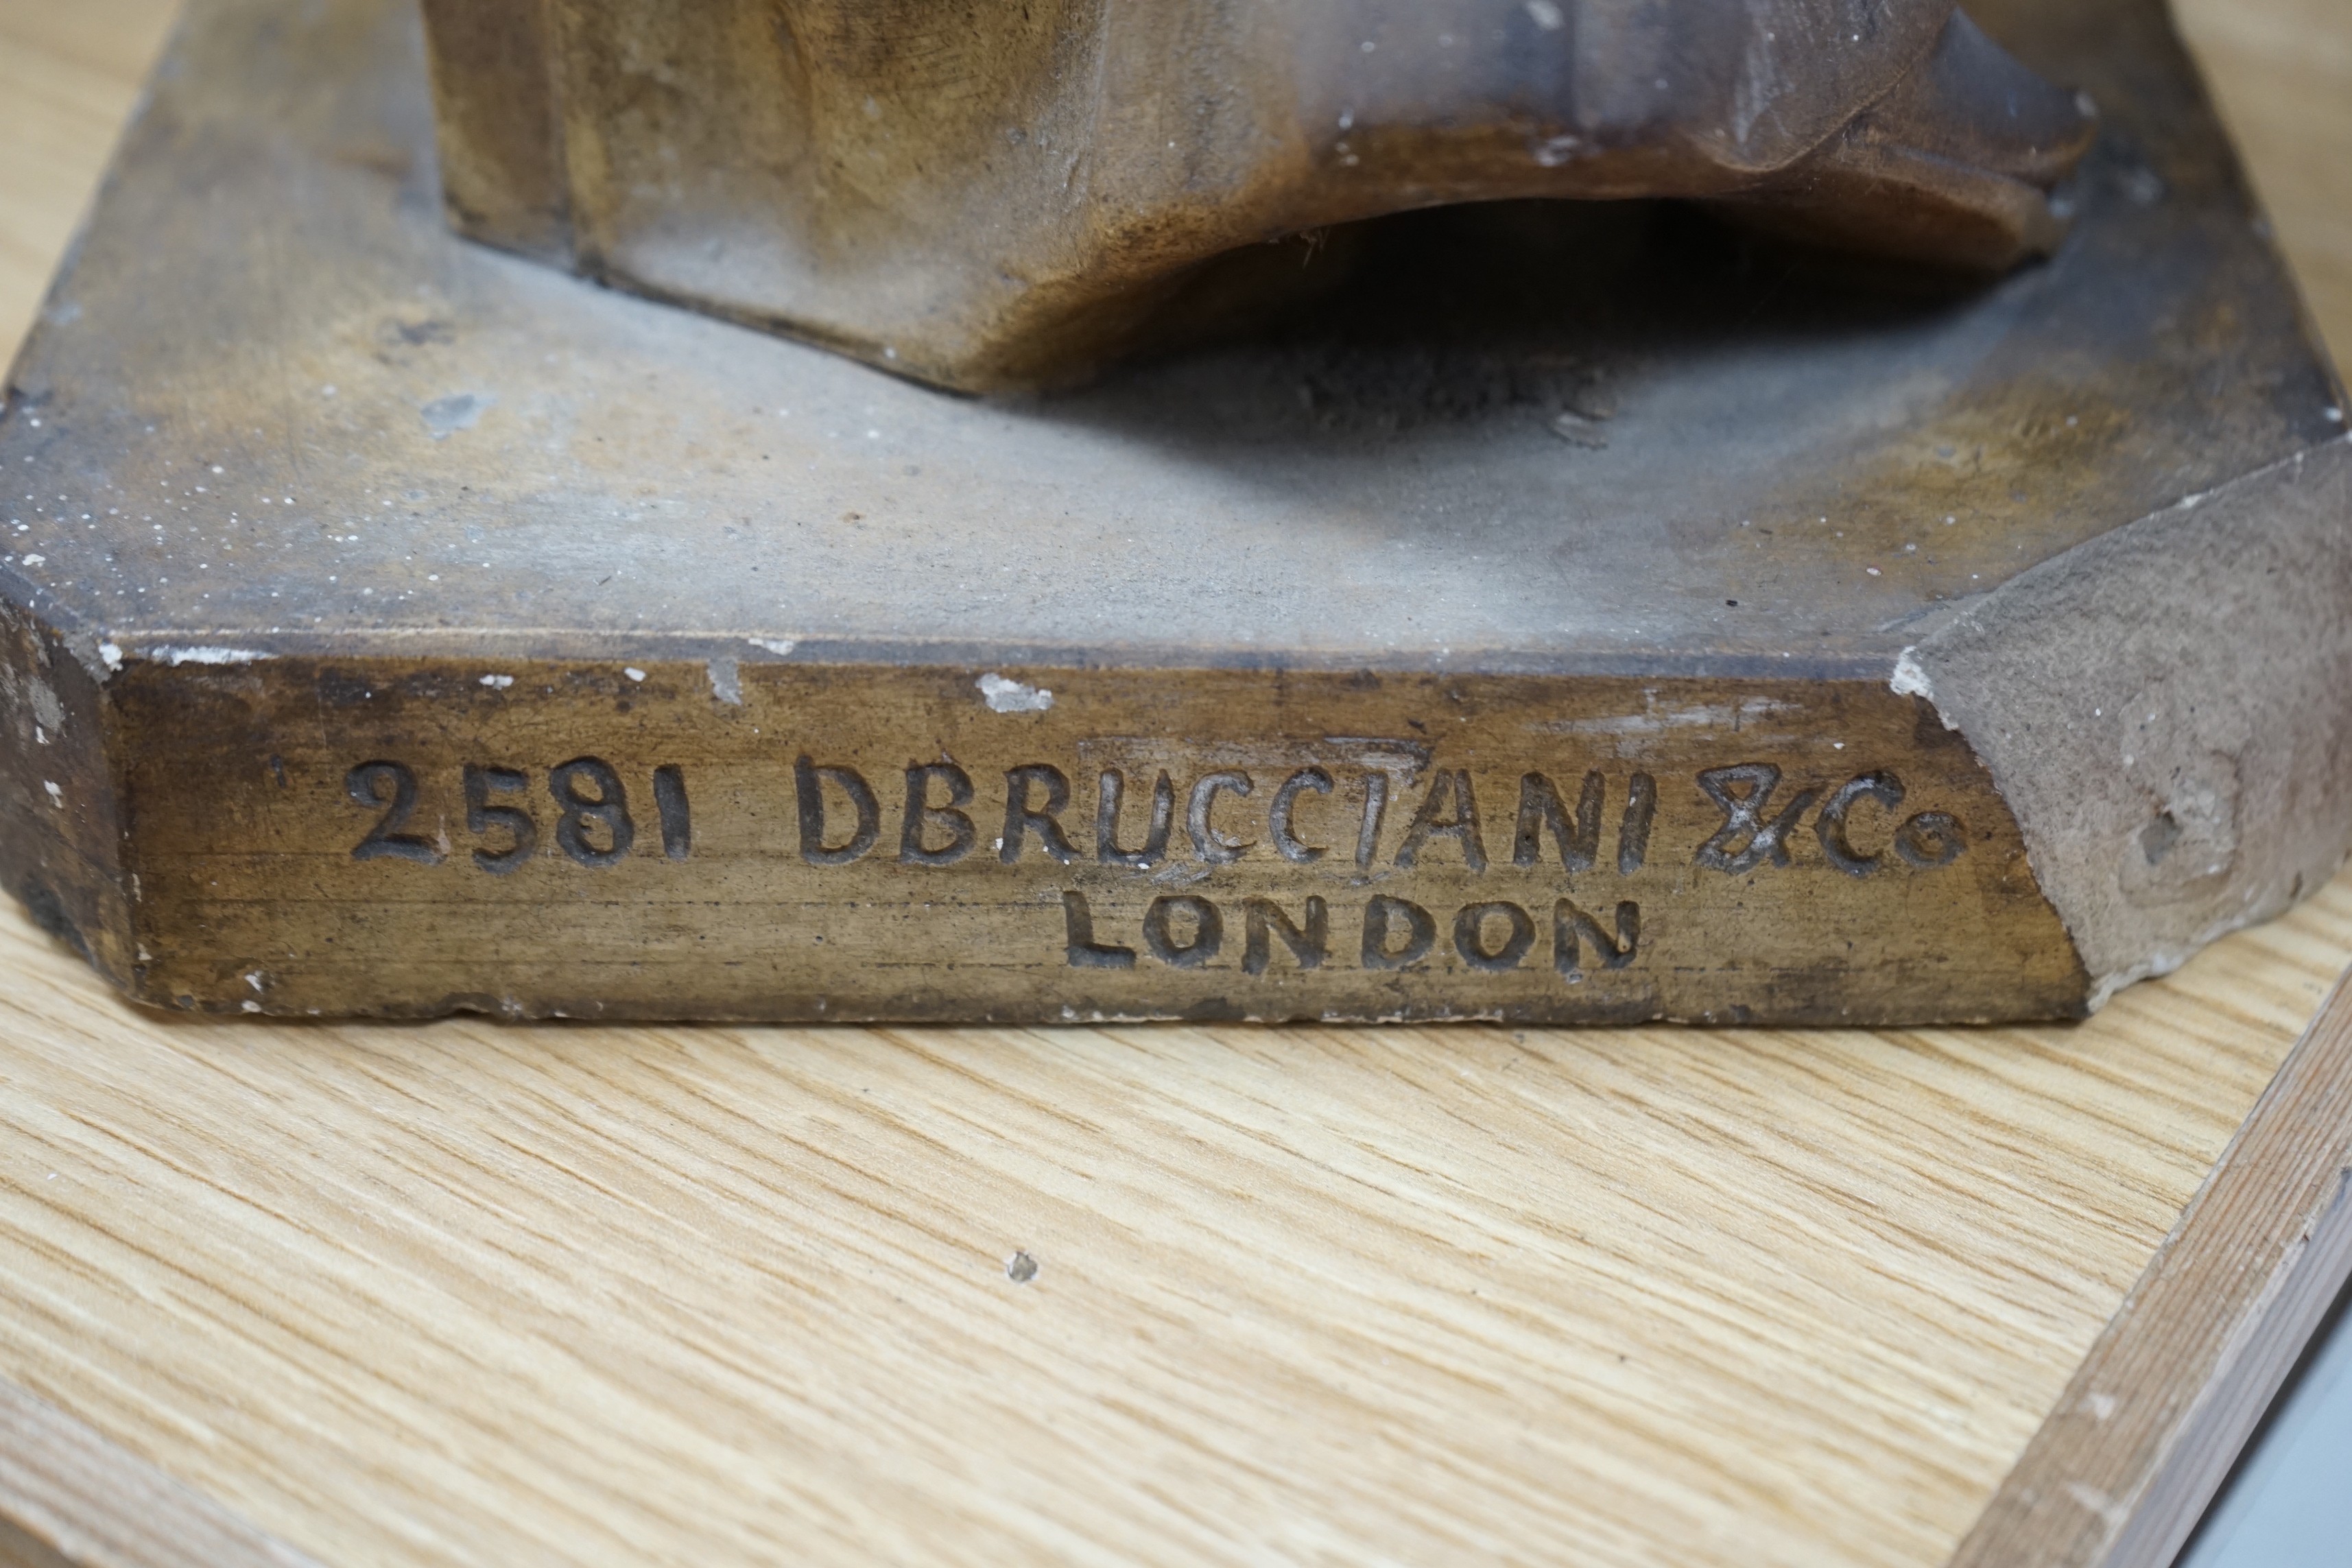 2581 DBRUCCIANI & Co
LONDON